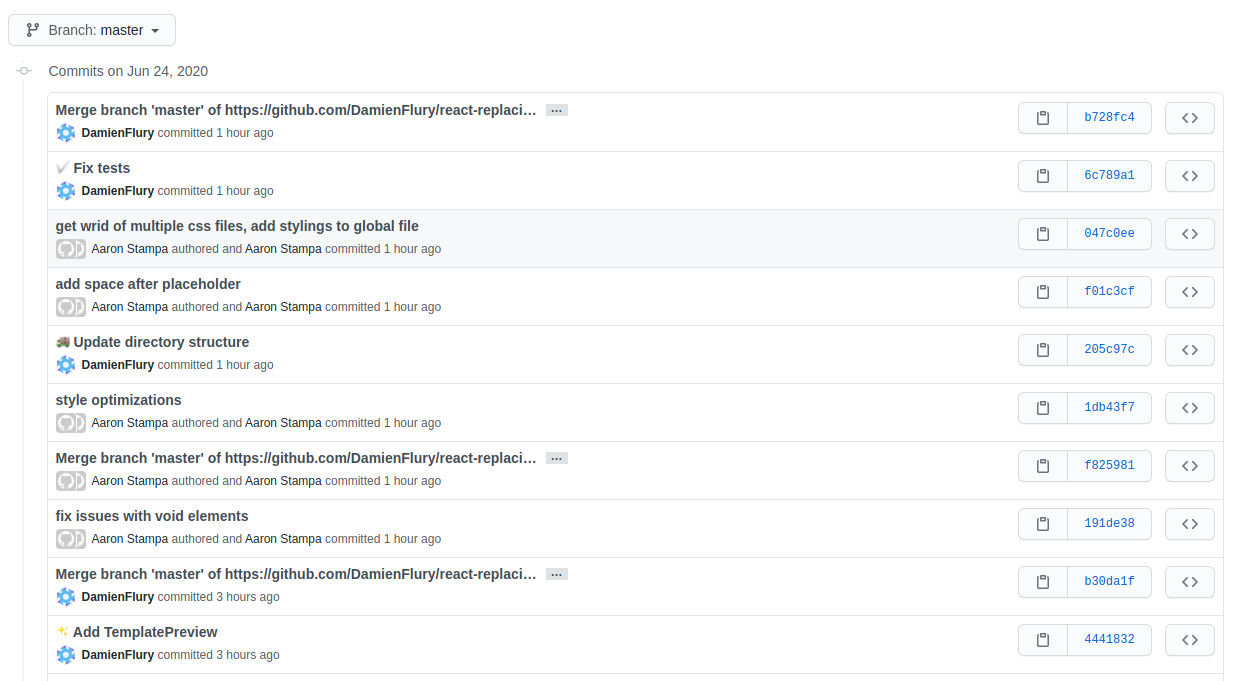 Branch: master
Commits on Jun 24, 2020
Merge branch 'master' of https://github.com/DamienFlury/react-replaci… …
DamienFlury committed 1 hour ago
b728fc4
Fix tests
DamienFlury committed 1 hour ago
6c789a1
get wrid of multiple css files, add stylings to global file
Aaron Stampa authored and Aaron Stampa committed 1 hour ago
047c0ee
add space after placeholder
Aaron Stampa authored and Aaron Stampa committed 1 hour ago
f01c3cf
Update directory structure
DamienFlury committed 1 hour ago
205c97c
style optimizations
Aaron Stampa authored and Aaron Stampa committed 1 hour ago
1db43f7
Merge branch 'master' of https://github.com/DamienFlury/react-replaci… …
Aaron Stampa authored and Aaron Stampa committed 1 hour ago
f825981
fix issues with void elements
Aaron Stampa authored and Aaron Stampa committed 1 hour ago
191de38
Merge branch 'master' of https://github.com/DamienFlury/react-replaci… …
DamienFlury committed 3 hours ago
b30da1f
Add TemplatePreview
DamienFlury committed 3 hours ago
4441832